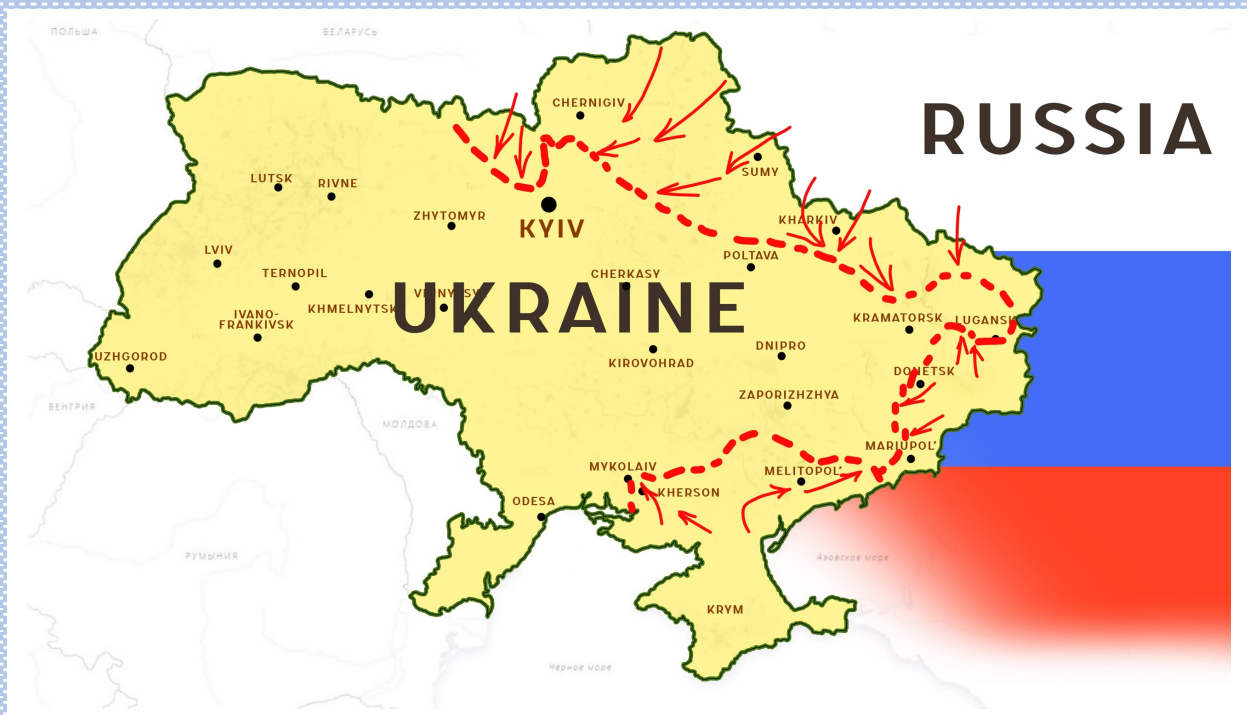 ПОЛЬША
БЕЛАРУСЬ
CHERNIGIV
RUSSIA
SUMY
LUTSK
RIVNE
ZHYTOMYR
KYIV
KHARKIV
LVIV
POLTAVA
TERNOPIL
CHERKASY
KHMELNYTSK
UKRAINE
IVANO-
FRANKIVSK
KRAMATORSK
LUGANSK
UZHGOROD
DNIPRO
KIROVOHRAD
DONETSK
ZAPORIZHZHYA
ВЕНГРИЯ
МОЛДОВА
MARIUPOL'
MYKOLAIV
MELITOPOL'
KHERSON
ODESA
РУМЫНИЯ
Азовское море
KRYM
Чёрное море